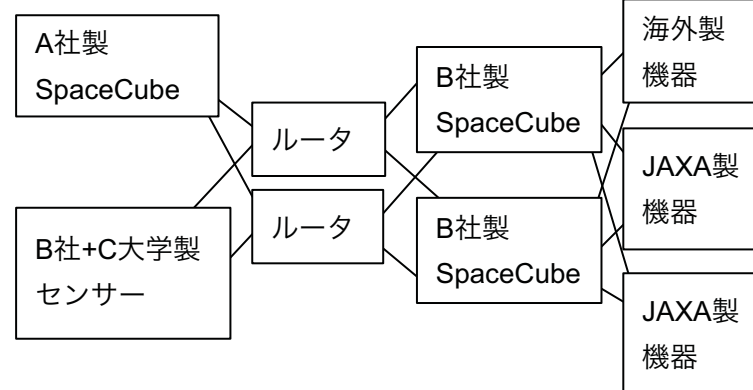 A社製
SpaceCube
B社+C大学製
センサー
ルータ
ルータ
B社製
SpaceCube
B社製
SpaceCube
海外製
機器
JAXA製
機器
JAXA製
機器